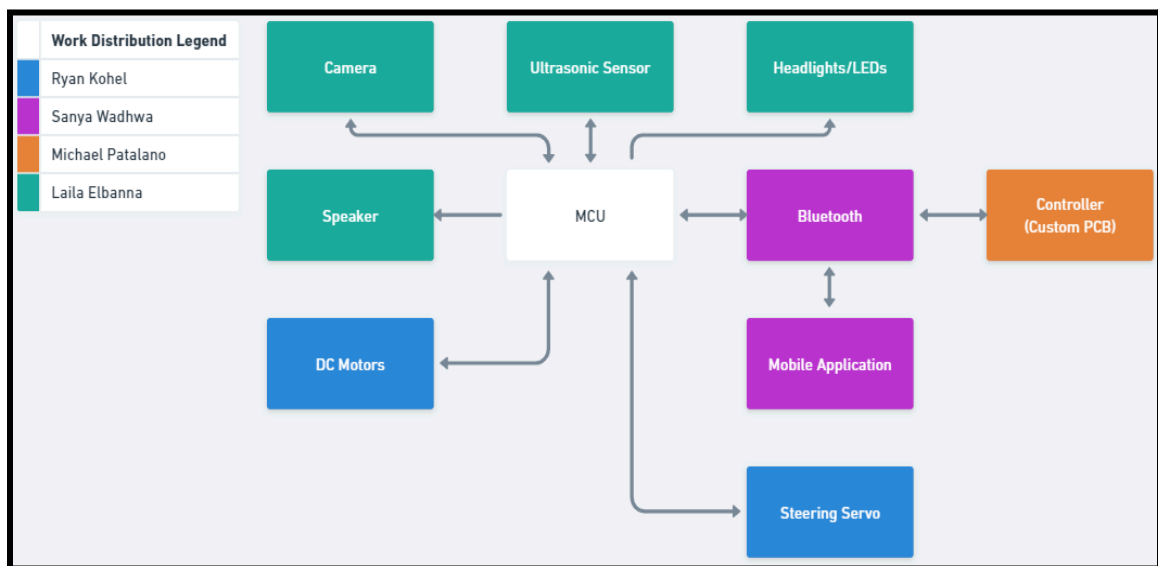 Work Distribution Legend
Ryan Kohel
Sanya Wadhwa
Michael Patalano
Laila Elbanna
Camera
Ultrasonic Sensor
Headlights/LEDs
Speaker
MCU
Bluetooth
Controller
(Custom PCB)
DC Motors
Mobile Application
Steering Servo